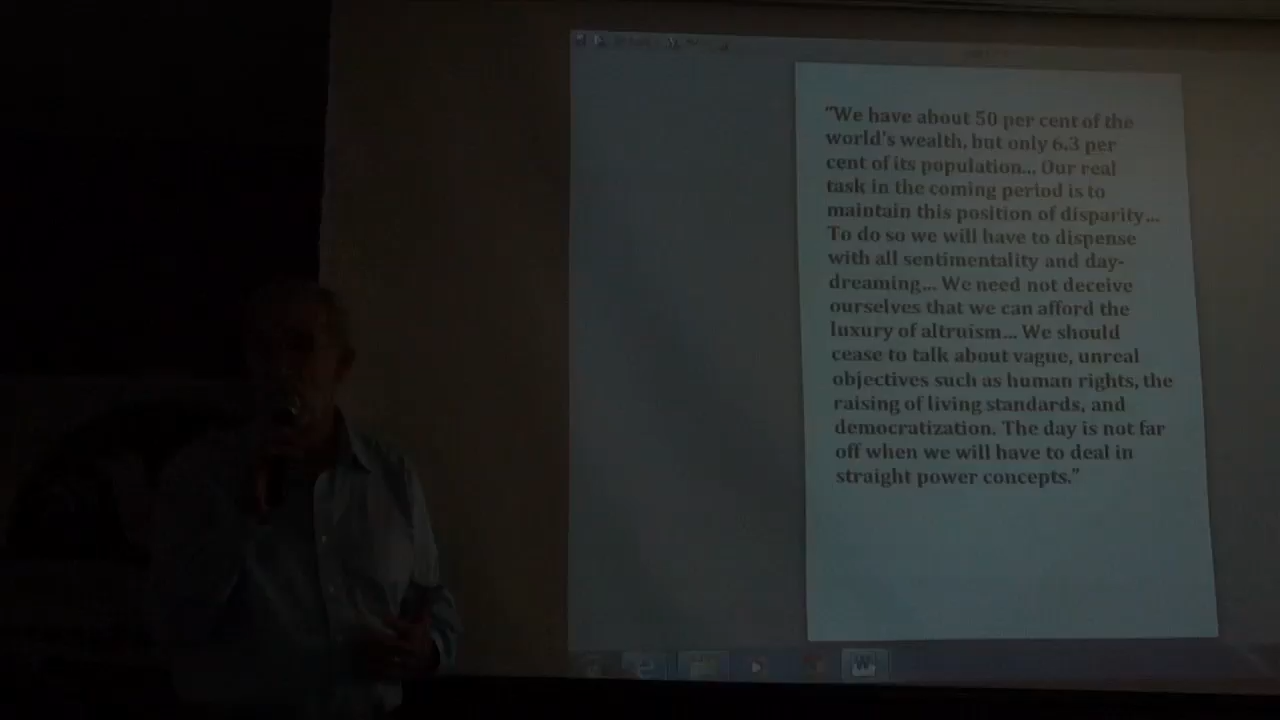 "We have about 50 per cent of the
world's wealth, but only 6.3 per
cent of its population... Our real
task in the coming period is to
maintain this position of disparity...
To do so we will have to dispense
with all sentimentality and day-
dreaming... We need not deceive
ourselves that we can afford the
luxury of altruism... We should
cease to talk about vague, unreal
objectives such as human rights, the
raising of living standards, and
democratization. The day is not far
off when we will have to deal in
straight power concepts."
W